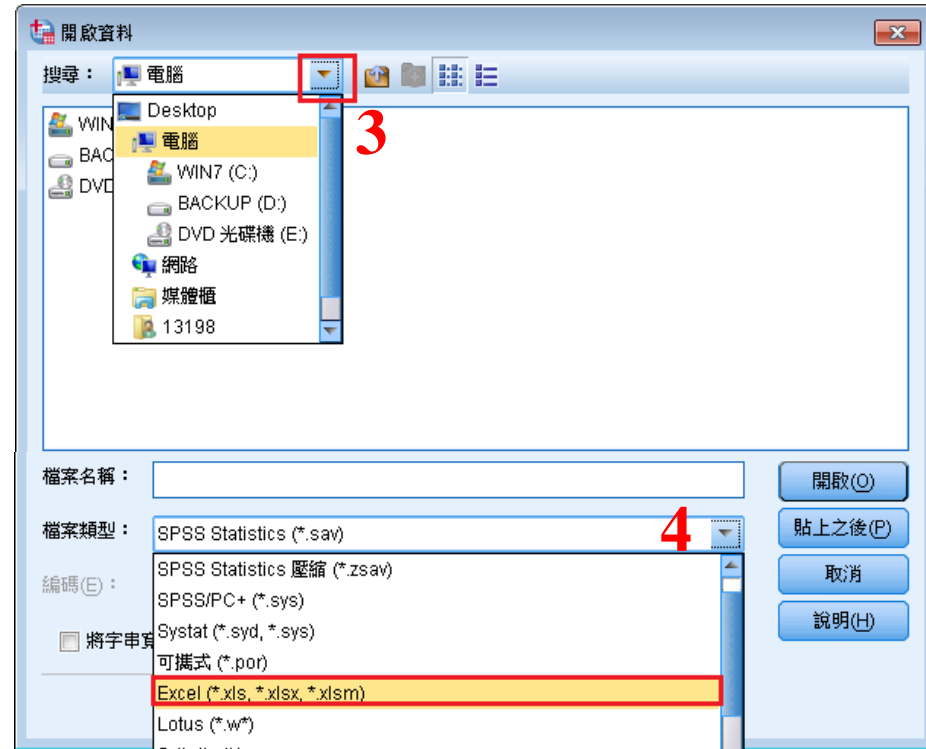 開啟資料
搜尋： 電腦
3
WIN
BAC
DVD
Desktop
電腦
WIN7 (C:)
BACKUP (D:)
DVD 光碟機 (E:)
網路
媒體櫃
13198
檔案名稱：
開啟(O)
檔案類型： SPSS Statistics (*.sav)
4
貼上之後(P)
編碼(E)：
SPSS Statistics 壓縮 (*.zsav)
取消
SPSS/PC+ (*.sys)
說明(H)
將字串寬
Systat (*.syd, *.sys)
可攜式 (*.por)
Excel (*.xls, *.xlsx, *.xlsm)
Lotus (*.w*)